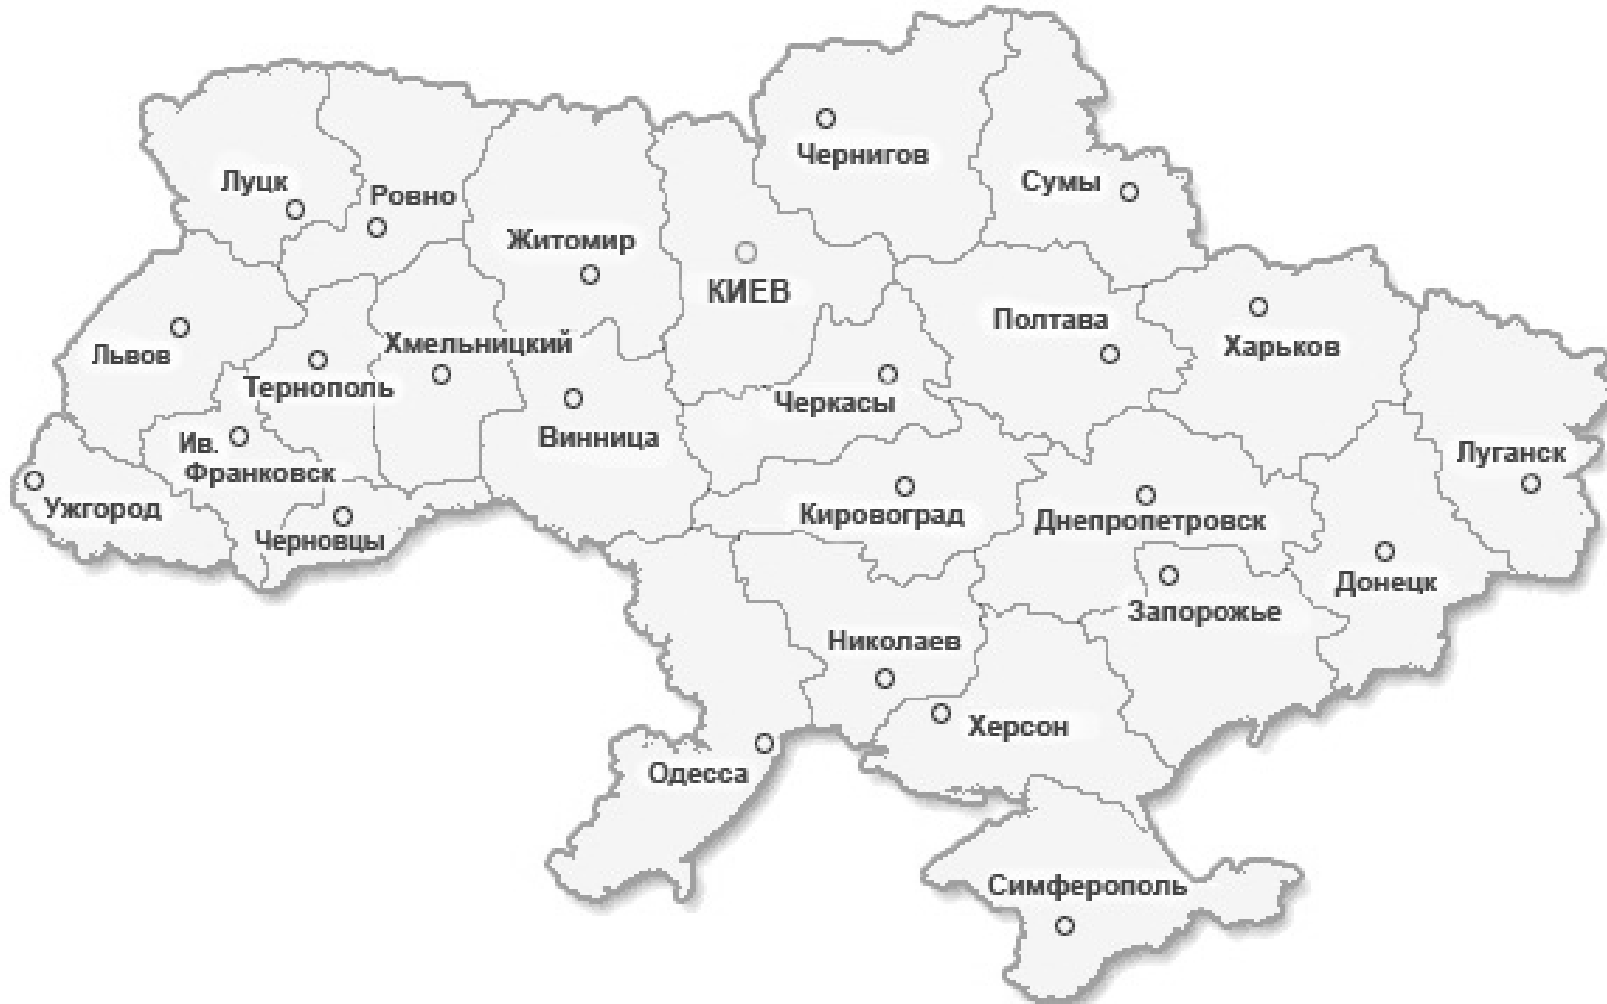 Чернигов
Луцк
Ровно
Сумы
Житомир
КИЕВ
Полтава
Харьков
Львов
Хмельницкий
Тернополь
Черкасы
Винница
Ив.
Франковск
Луганск
Ужгород
Кировоград
Днепропетровск
Черновцы
Донецк
Запорожье
Николаев
Херсон
Одесса
Симферополь